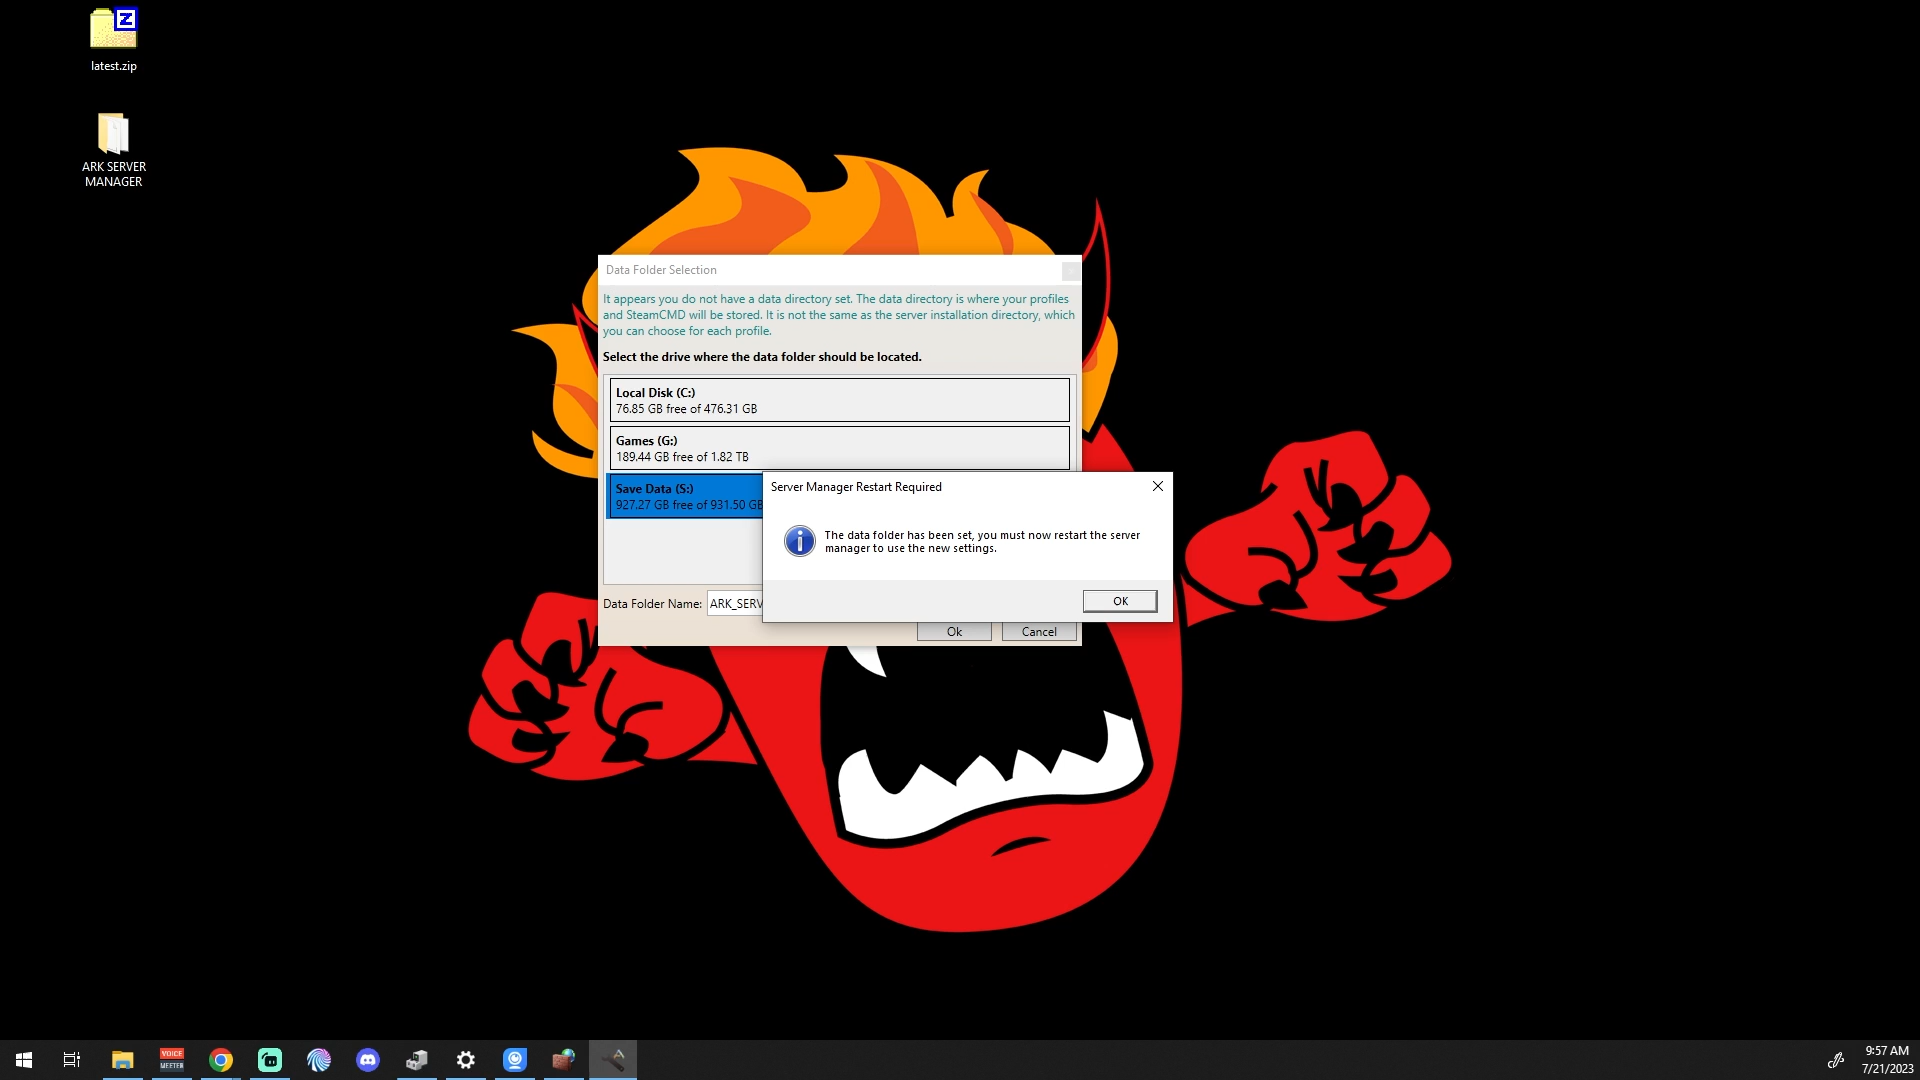 latest.zip
ARK SERVER
MANAGER
Data Folder Selection
It appears you do not have a data directory set. The data directory is where your profiles
and SteamCMD will be stored. It is not the same as the server installation directory, which
you can choose for each profile.
Select the drive where the data folder should be located.
Local Disk (C:)
76.85 GB free of 476.31 GB
Games (G:)
189.44 GB free of 1.82 TB
Save Data (S:)
927.27 GB free of 931.50 GB
Server Manager Restart Required
The data folder has been set, you must now restart the server
manager to use the new settings.
OK
Data Folder Name: ARK_SERV
Ok
Cancel
VOICE
MEETER
9:57 AM
7/21/2023